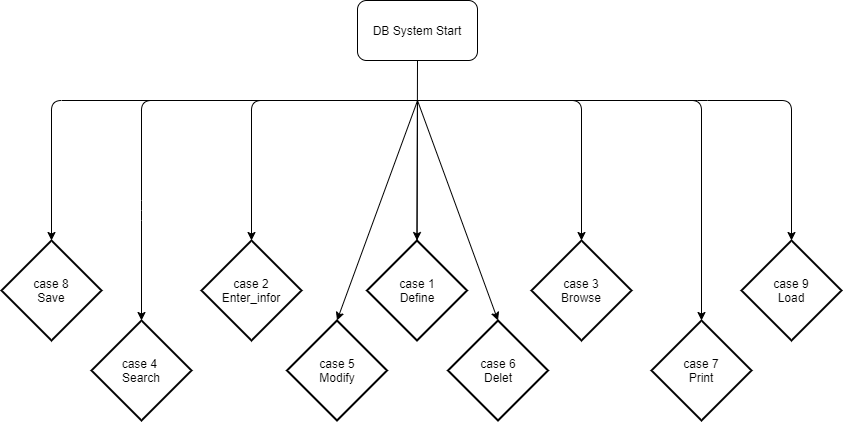 DB System Start
case 8
Save
case 2
Enter_infor
case 1
Define
case 3
Browse
case 9
Load
case 4
Search
case 5
Modify
case 6
Delet
case 7
Print